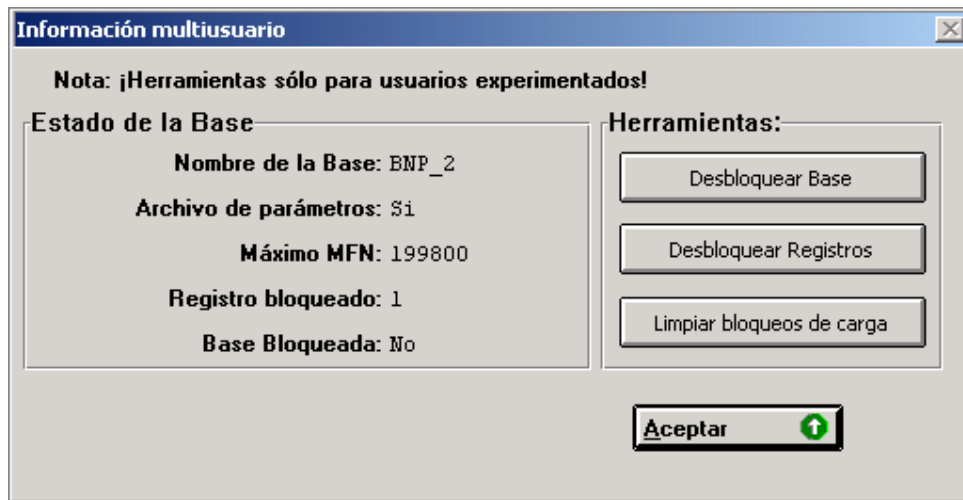 Información multiusuario
Nota: ¡Herramientas sólo para usuarios experimentados!
Estado de la Base
Nombre de la Base: BNP_2
Archivo de parámetros: Si
Máximo MFN: 199800
Registro bloqueado: 1
Base Bloqueada: No
Herramientas:
Desbloquear Base
Desbloquear Registros
Limpiar bloqueos de carga
Aceptar